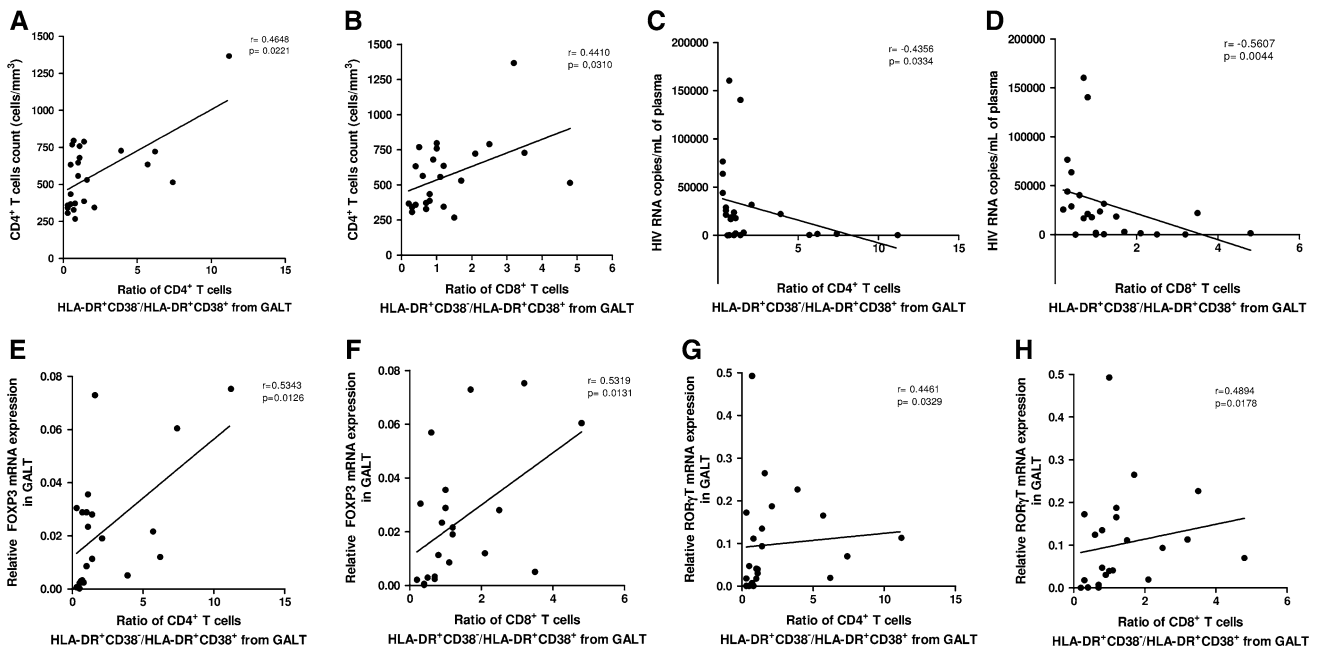 A
CD4⁺ T cells count (cells/mm³)
1500
1250
1000
750
500
250
0
0 5 10 15
r= 0.4648
p= 0.0221
Ratio of CD4⁺ T cells
HLA-DR⁺CD38⁻/HLA-DR⁺CD38⁺ from GALT
B
CD4⁺ T cells count (cells/mm³)
1500
1250
1000
750
500
250
0
0 1 2 3 4 5 6
r= 0.4410
p= 0,0310
Ratio of CD8⁺ T cells
HLA-DR⁺CD38⁻/HLA-DR⁺CD38⁺ from GALT
C
HIV RNA copies/mL of plasma
200000
150000
100000
50000
0
5 10 15
r= -0.4356
p= 0.0334
Ratio of CD4⁺ T cells
HLA-DR⁺CD38⁻/HLA-DR⁺CD38⁺ from GALT
D
HIV RNA copies/mL of plasma
200000
150000
100000
50000
0
2 4 6
r= -0.5607
p= 0.0044
Ratio of CD8⁺ T cells
HLA-DR⁺CD38⁻/HLA-DR⁺CD38⁺ from GALT
E
Relative FOXP3 mRNA expression
in GALT
0.08
0.06
0.04
0.02
0.00
0 5 10 15
r=0.5343
p=0.0126
Ratio of CD4⁺ T cells
HLA-DR⁺CD38⁻/HLA-DR⁺CD38⁺ from GALT
F
Relative FOXP3 mRNA expression
in GALT
0.08
0.06
0.04
0.02
0.00
0 2 4 6
r= 0.5319
p= 0.0131
Ratio of CD8⁺ T cells
HLA-DR⁺CD38⁻/HLA-DR⁺CD38⁺ from GALT
G
Relative RORγT mRNA expression
in GALT
0.5
0.4
0.3
0.2
0.1
0.0
0 5 10 15
r= 0.4461
p= 0.0329
Ratio of CD4⁺ T cells
HLA-DR⁺CD38⁻/HLA-DR⁺CD38⁺ from GALT
H
Relative RORγT mRNA expression
in GALT
0.5
0.4
0.3
0.2
0.1
0.0
0 2 4 6
r=0.4894
p=0.0178
Ratio of CD8⁺ T cells
HLA-DR⁺CD38⁻/HLA-DR⁺CD38⁺ from GALT